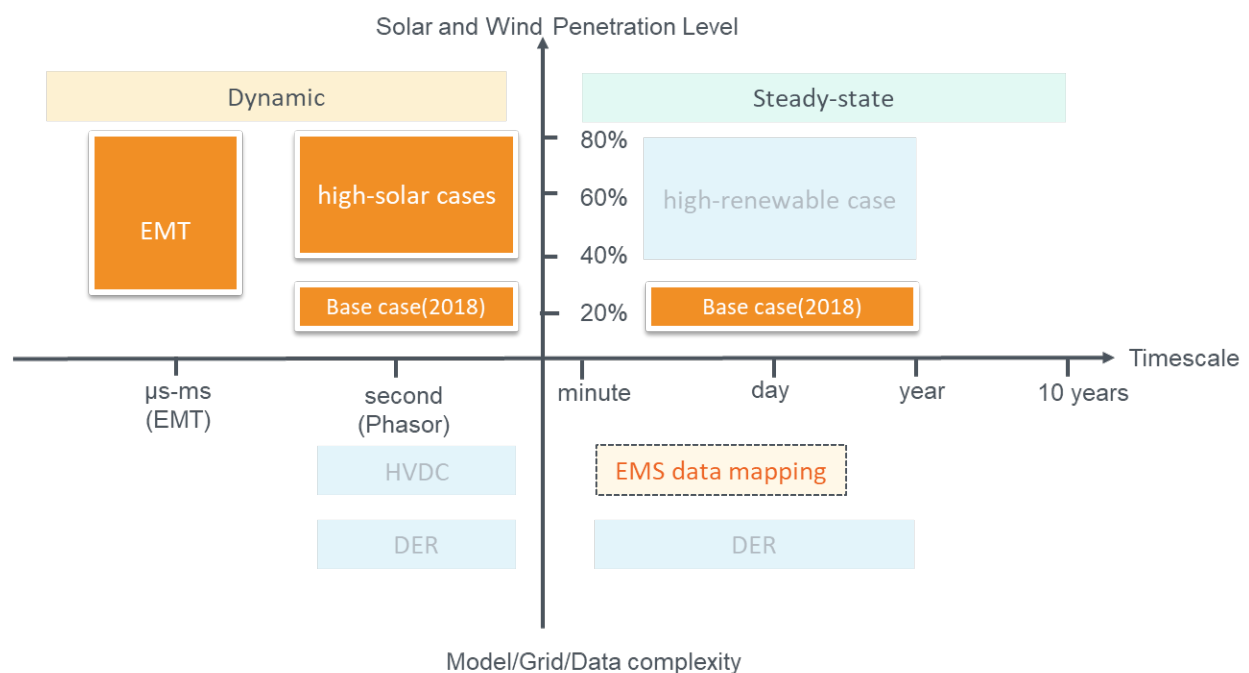 Solar and Wind Penetration Level
Dynamic
Steady-state
80%
high-solar cases
60%
high-renewable case
EMT
40%
Base case(2018)
20%
Base case(2018)
Timescale
µs-ms
(EMT)
second
(Phasor)
minute
day
year
10 years
HVDC
EMS data mapping
DER
DER
Model/Grid/Data complexity